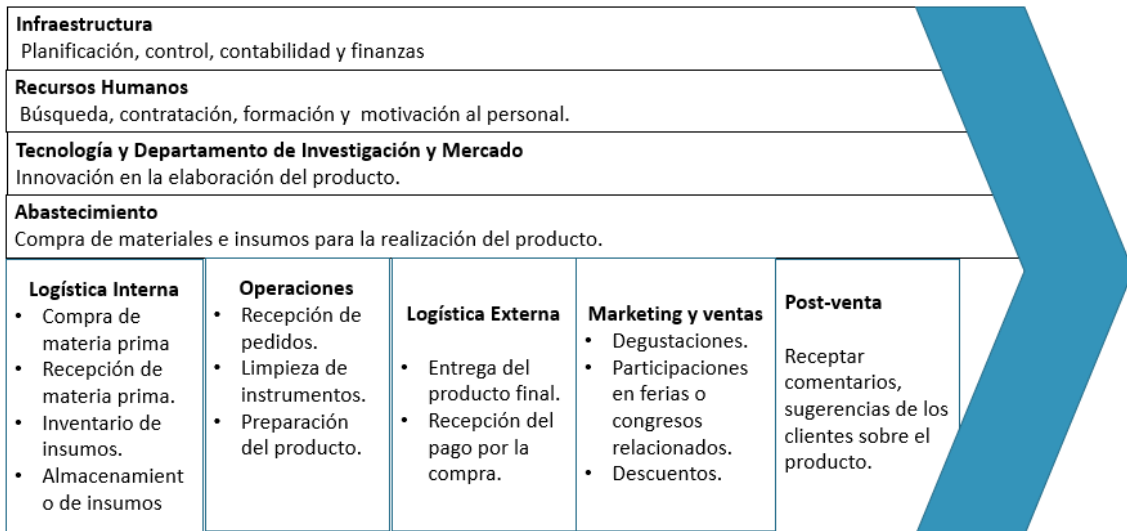 Infraestructura
Planificación, control, contabilidad y finanzas
Recursos Humanos
Búsqueda, contratación, formación y motivación al personal.
Tecnología y Departamento de Investigación y Mercado
Innovación en la elaboración del producto.
Abastecimiento
Compra de materiales e insumos para la realización del producto.
Logística Interna
• Compra de
materia prima
• Recepción de
materia prima.
• Inventario de
insumos.
• Almacenamient
o de insumos
Operaciones
• Recepción de
pedidos.
• Limpieza de
instrumentos.
• Preparación
del producto.
Logística Externa
• Entrega del
producto final.
• Recepción del
pago por la
compra.
Marketing y ventas
• Degustaciones.
• Participaciones
en ferias o
congresos
relacionados.
• Descuentos.
Post-venta
Receptar
comentarios,
sugerencias de los
clientes sobre el
producto.